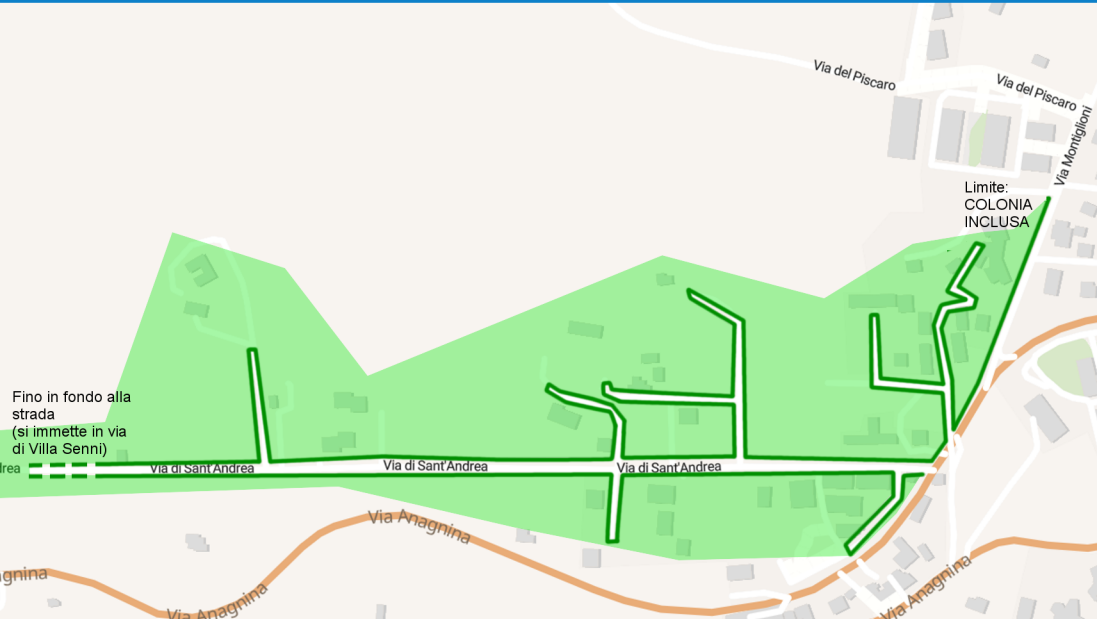 Via del Piscaro
Via del Piscaro
Via Montiglioni
Limite:
COLONIA
INCLUSA
Fino in fondo alla
strada
(si immette in via
di Villa Senni)
drea
Via di Sant'Andrea
Via di Sant'Andrea
Via di Sant'Andrea
Via Anagnina
agnina
Via Anagnina
Via Anagnina